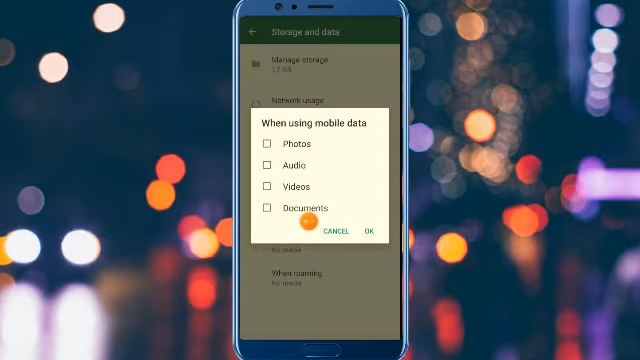 Storage and data
Manage storage
1,2 GB
Network usage
When using mobile data
Photos
Audio
Videos
Documents
CANCEL
OK
No media
When roaming
No media